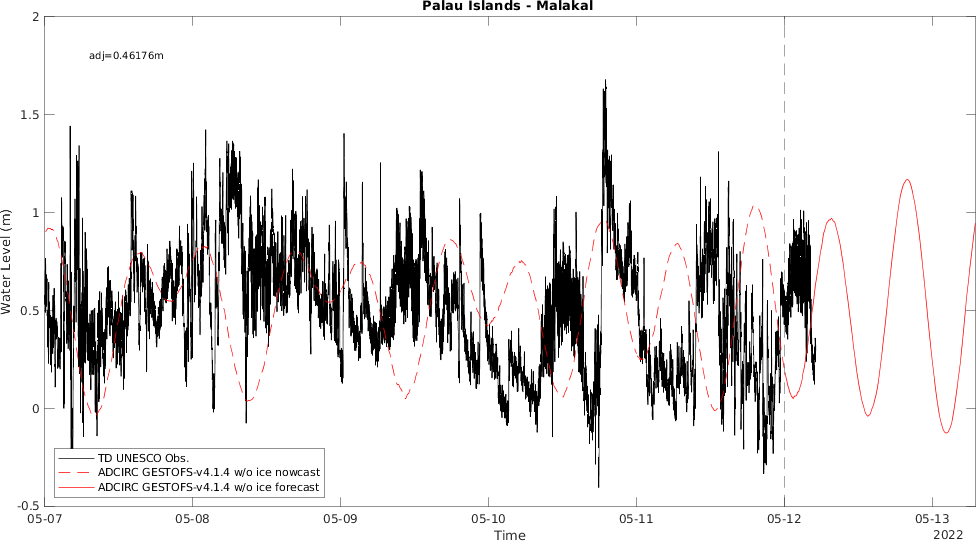 Palau Islands - Malakal
2
adj=0.46176m
1.5
1
Water Level (m)
0.5
0
TD UNESCO Obs.
ADCIRC GESTOFS-v4.1.4 w/o ice nowcast
ADCIRC GESTOFS-v4.1.4 w/o ice forecast
-0.5
05-07 05-08 05-09 05-10 05-11 05-12 05-13
Time
2022